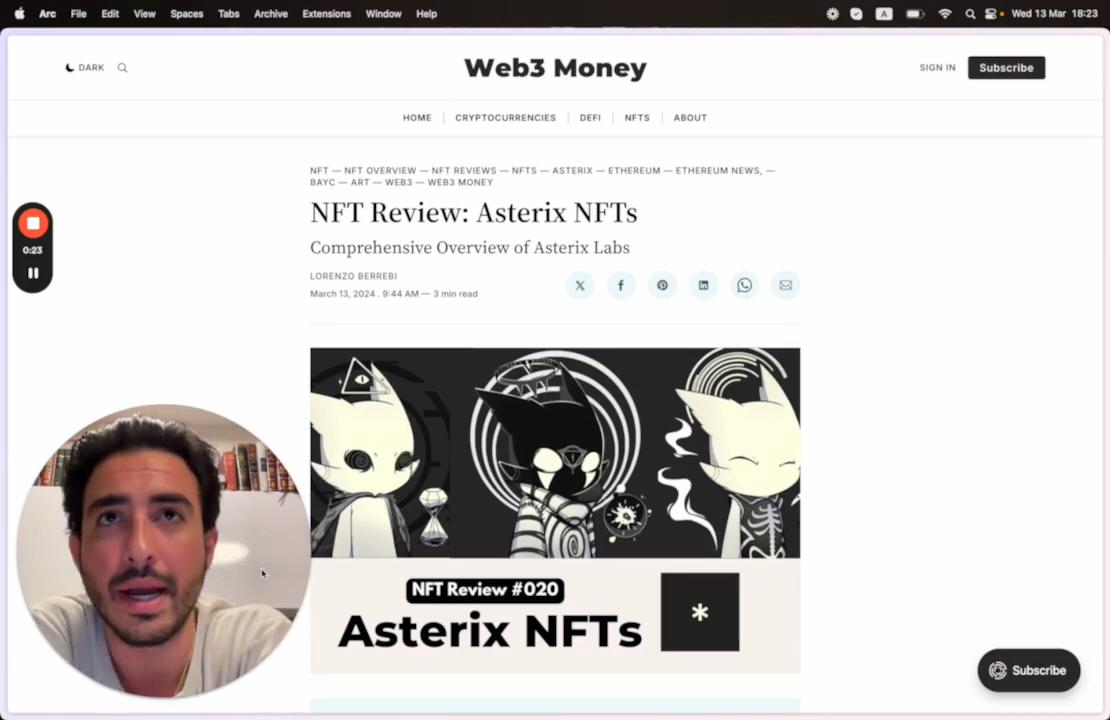 Arc File Edit View Spaces Tabs Archive Extensions Window Help A Wed 13 Mar 18:23
DARK Web3 Money SIGN IN Subscribe
HOME CRYPTOCURRENCIES DEFI NFTS ABOUT
NFT — NFT OVERVIEW — NFT REVIEWS — NFTS — ASTERIX — ETHEREUM — ETHEREUM NEWS, —
BAYC — ART — WEB3 — WEB3 MONEY
NFT Review: Asterix NFTs
Comprehensive Overview of Asterix Labs
LORENZO BERREBI
March 13, 2024 . 9:44 AM — 3 min read
0:23
NFT Review #020
Asterix NFTs
*
Subscribe